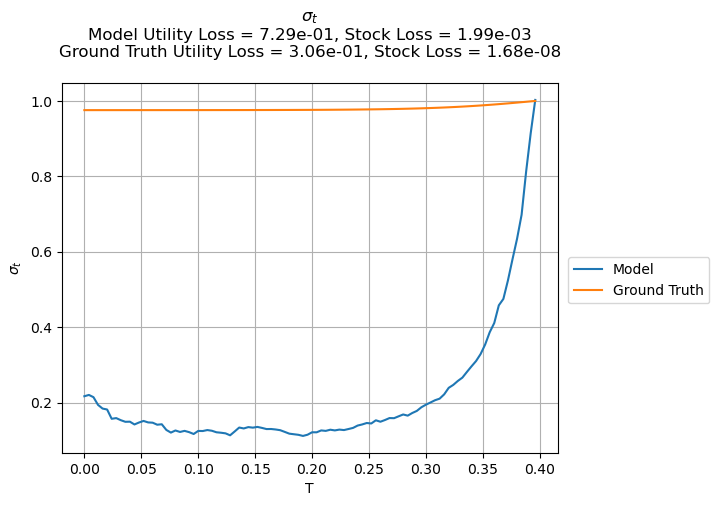 σₜ
Model Utility Loss = 7.29e-01, Stock Loss = 1.99e-03
Ground Truth Utility Loss = 3.06e-01, Stock Loss = 1.68e-08
1.0
0.8
0.6
0.4
0.2
σₜ
0.00 0.05 0.10 0.15 0.20 0.25 0.30 0.35 0.40
T
Model
Ground Truth